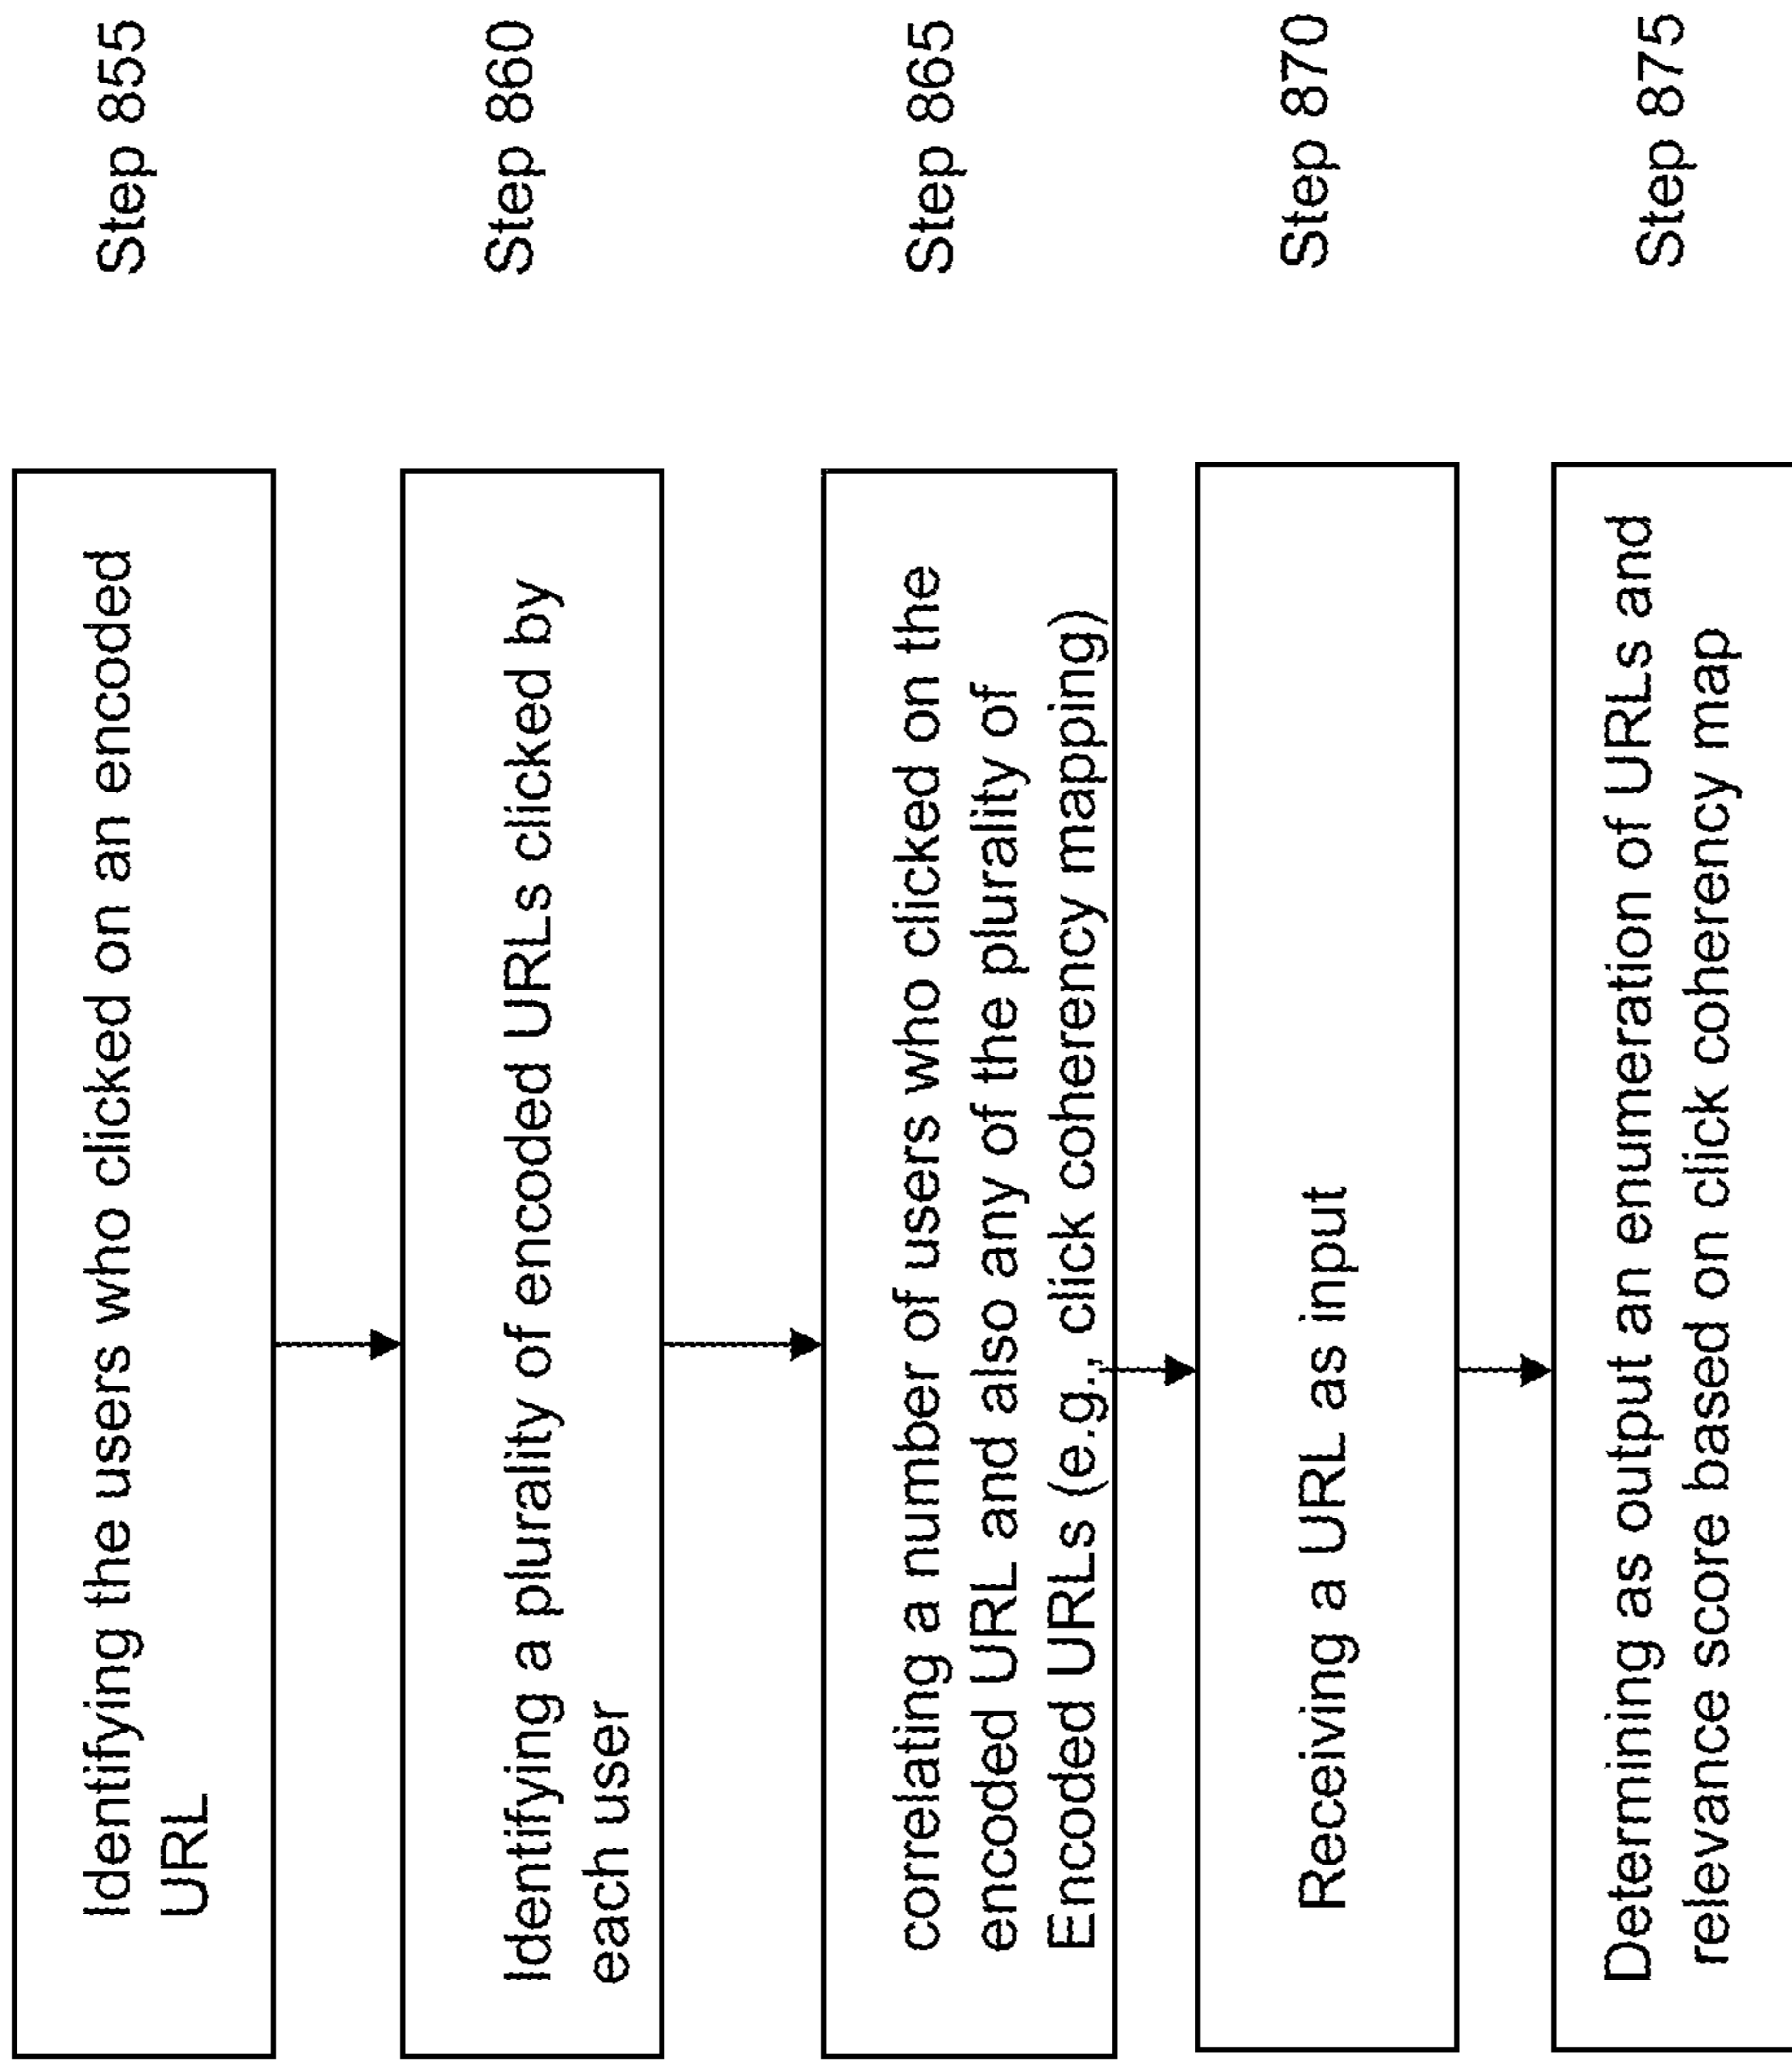 Identifying the users who clicked on an encoded
URL
Step 855
Identifying a plurality of encoded URLs clicked by
each user
Step 860
correlating a number of users who clicked on the
encoded URL and also any of the plurality of
Encoded URLs (e.g., click coherency mapping)
Step 865
Receiving a URL as input
Step 870
Determining as output an enumeration of URLs and
relevance score based on click coherency map
Step 875